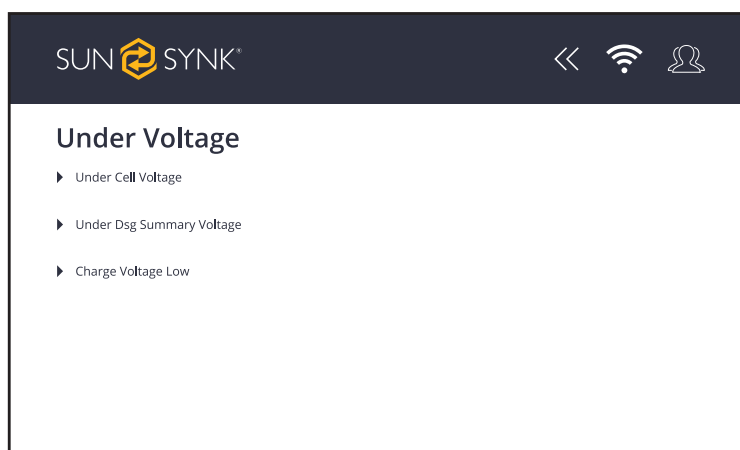 SUN SYNK®
Under Voltage
Under Cell Voltage
Under Dsg Summary Voltage
Charge Voltage Low